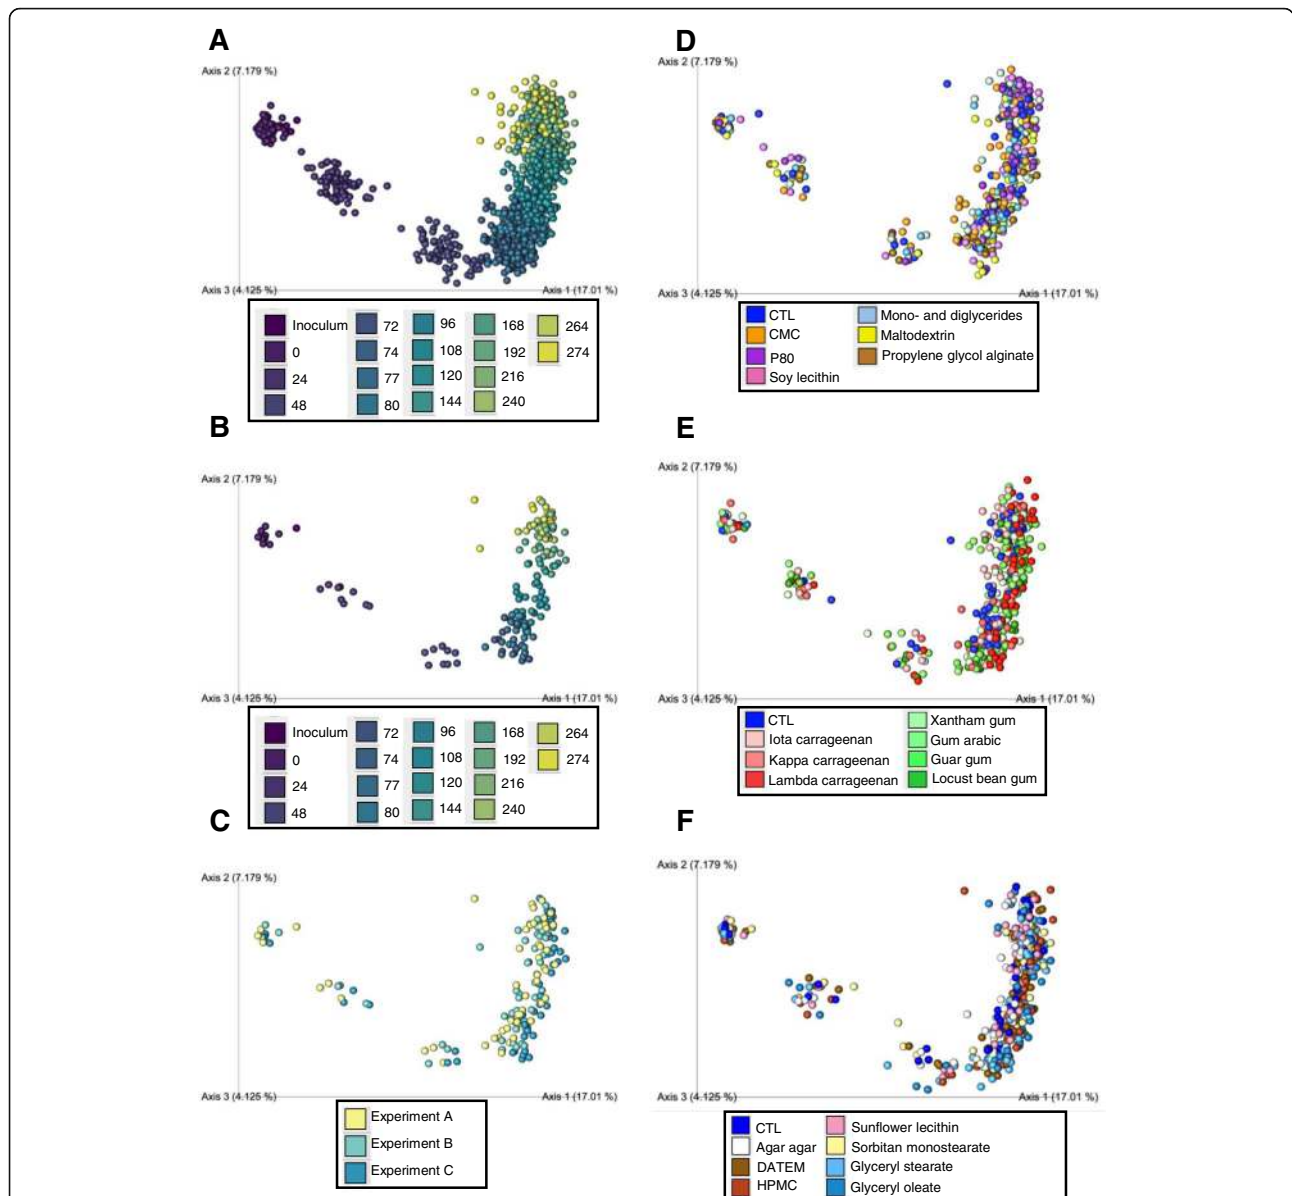 A
Axis 2 (7.179 %)
Axis 3 (4.125 %)
Axis 1 (17.01 %)
Inoculum
0
24
48
72
74
77
80
96
108
120
144
168
192
216
240
264
274
B
Axis 2 (7.179 %)
Axis 3 (4.125 %)
Axis 1 (17.01 %)
Inoculum
0
24
48
72
74
77
80
96
108
120
144
168
192
216
240
264
274
C
Axis 2 (7.179 %)
Axis 3 (4.125 %)
Axis 1 (17.01 %)
Experiment A
Experiment B
Experiment C
D
Axis 2 (7.179 %)
Axis 3 (4.125 %)
Axis 1 (17.01 %)
CTL
CMC
P80
Soy lecithin
Mono- and diglycerides
Maltodextrin
Propylene glycol alginate
E
Axis 2 (7.179 %)
Axis 3 (4.125 %)
Axis 1 (17.01 %)
CTL
Iota carrageenan
Kappa carrageenan
Lambda carrageenan
Xantham gum
Gum arabic
Guar gum
Locust bean gum
F
Axis 2 (7.179 %)
Axis 3 (4.125 %)
Axis 1 (17.01 %)
CTL
Agar agar
DATEM
HPMC
Sunflower lecithin
Sorbitan monostearate
Glyceryl stearate
Glyceryl oleate